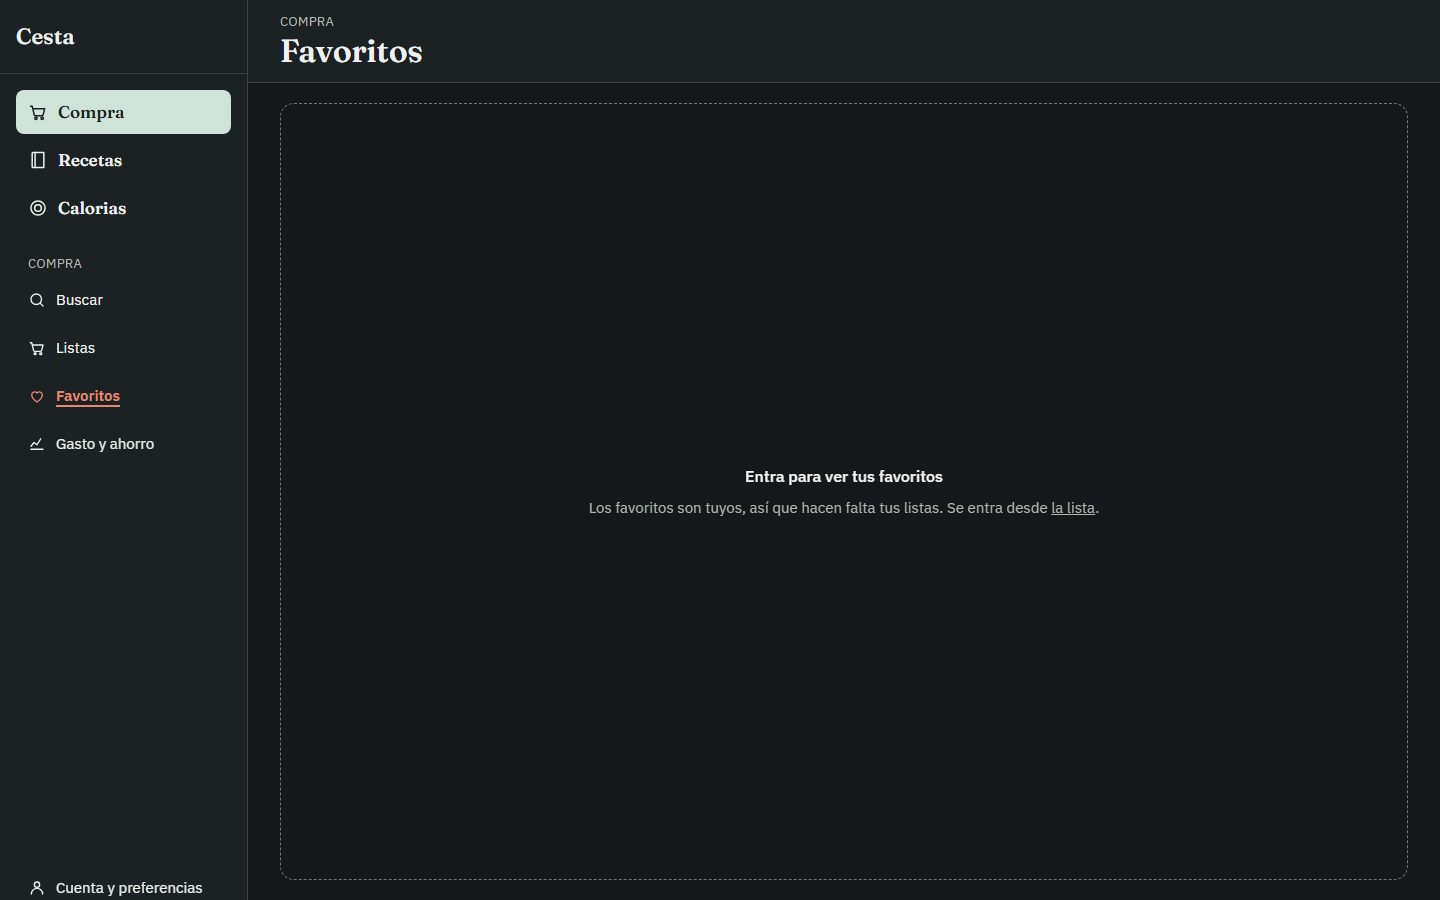 Cesta
Compra
Recetas
Calorias
COMPRA
Buscar
Listas
Favoritos
Gasto y ahorro
Cuenta y preferencias
COMPRA
Favoritos
Entra para ver tus favoritos
Los favoritos son tuyos, así que hacen falta tus listas. Se entra desde la lista.